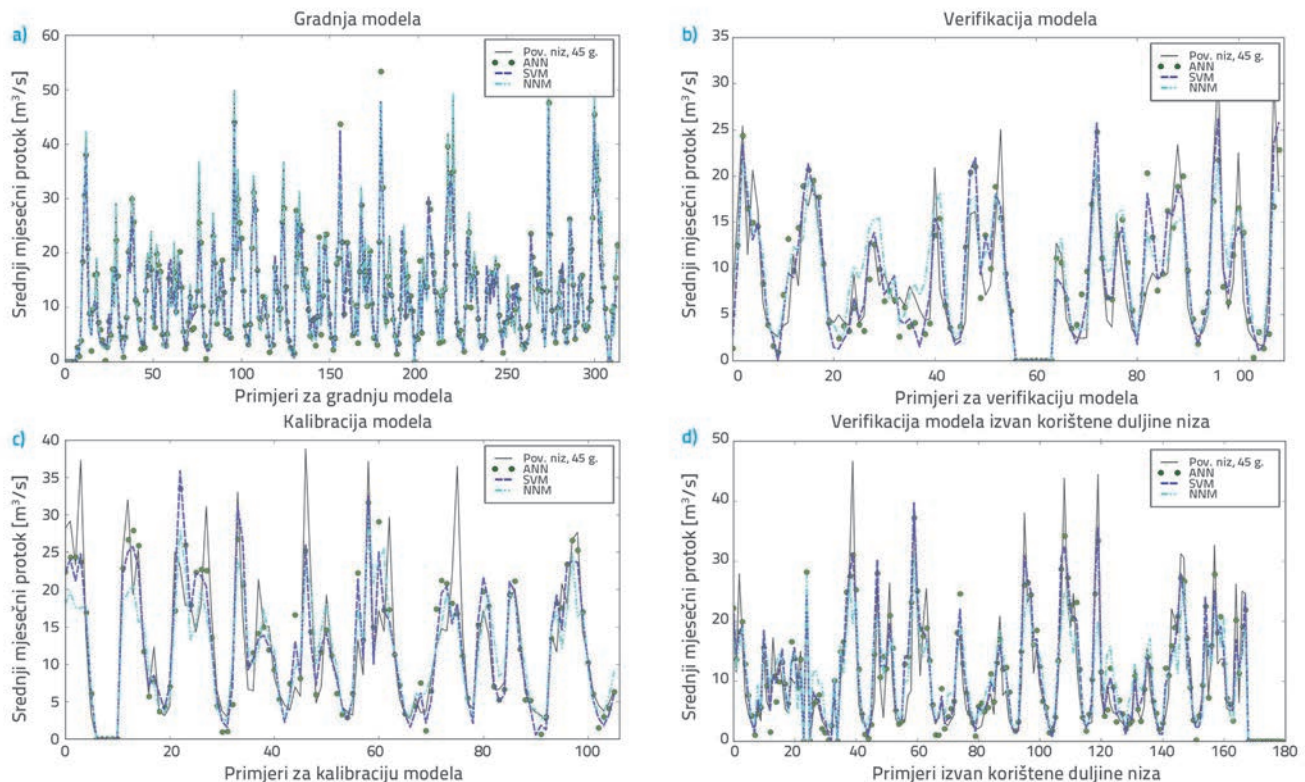 a)
Gradnja modela
Srednji mjesečni protok [m³/s]
60
50
40
30
20
10
0
Pov. niz, 45 g.
ANN
SVM
NNM
0 50 100 150 200 250 300
Primjeri za gradnju modela
b)
Verifikacija modela
Srednji mjesečni protok [m³/s]
35
30
25
20
15
10
5
0
Pov. niz, 45 g.
ANN
SVM
NNM
0 20 40 60 80 1 00
Primjeri za verifikaciju modela
c)
Kalibracija modela
Srednji mjesečni protok [m³/s]
40
35
30
25
20
15
10
5
0
Pov. niz, 45 g.
ANN
SVM
NNM
0 20 40 60 80 100
Primjeri za kalibraciju modela
d)
Verifikacija modela izvan korištene duljine niza
Srednji mjesečni protok [m³/s]
50
40
30
20
10
0
Pov. niz, 45 g.
ANN
SVM
NNM
0 20 40 60 80 100 120 140 160 180
Primjeri izvan korištene duljine niza